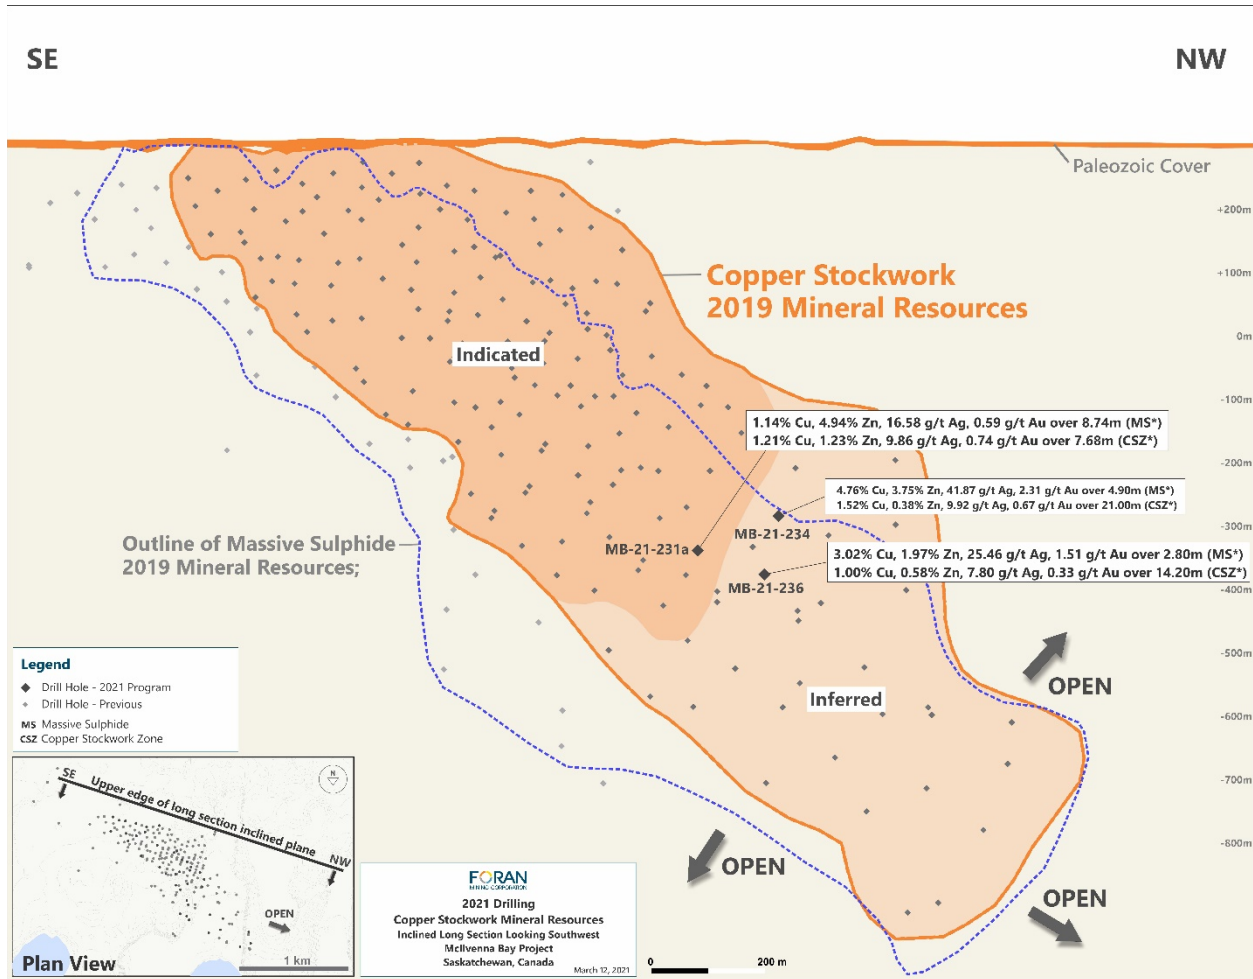 SE
NW
Paleozoic Cover
+200m
+100m
0m
-100m
-200m
-300m
-400m
-500m
-600m
-700m
-800m
Copper Stockwork
2019 Mineral Resources
Indicated
1.14% Cu, 4.94% Zn, 16.58 g/t Ag, 0.59 g/t Au over 8.74m (MS*)
1.21% Cu, 1.23% Zn, 9.86 g/t Ag, 0.74 g/t Au over 7.68m (CSZ*)
4.76% Cu, 3.75% Zn, 41.87 g/t Ag, 2.31 g/t Au over 4.90m (MS*)
1.52% Cu, 0.38% Zn, 9.92 g/t Ag, 0.67 g/t Au over 21.00m (CSZ*)
MB-21-234
MB-21-231a
3.02% Cu, 1.97% Zn, 25.46 g/t Ag, 1.51 g/t Au over 2.80m (MS*)
1.00% Cu, 0.58% Zn, 7.80 g/t Ag, 0.33 g/t Au over 14.20m (CSZ*)
MB-21-236
Outline of Massive Sulphide
2019 Mineral Resources;
Inferred
OPEN
OPEN
OPEN
Legend
Drill Hole - 2021 Program
Drill Hole - Previous
MS Massive Sulphide
CSZ Copper Stockwork Zone
SE
Upper edge of long section inclined plane
NW
N
OPEN
Plan View
1 km
FORAN
MINING CORPORATION
2021 Drilling
Copper Stockwork Mineral Resources
Inclined Long Section Looking Southwest
McIlvenna Bay Project
Saskatchewan, Canada
March 12, 2021
0
200 m